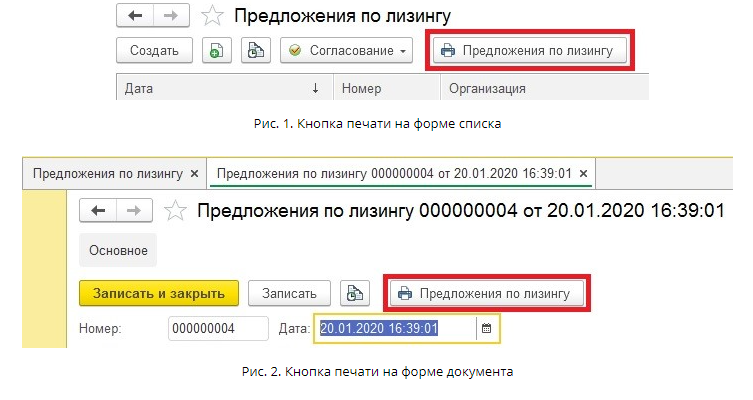 Предложения по лизингу
Создать Согласование Предложения по лизингу
Дата ↓ Номер Организация
Рис. 1. Кнопка печати на форме списка
Предложения по лизингу × Предложения по лизингу 000000004 от 20.01.2020 16:39:01 ×
Предложения по лизингу 000000004 от 20.01.2020 16:39:01
Основное
Записать и закрыть Записать Предложения по лизингу
Номер: 000000004 Дата: 20.01.2020 16:39:01
Рис. 2. Кнопка печати на форме документа